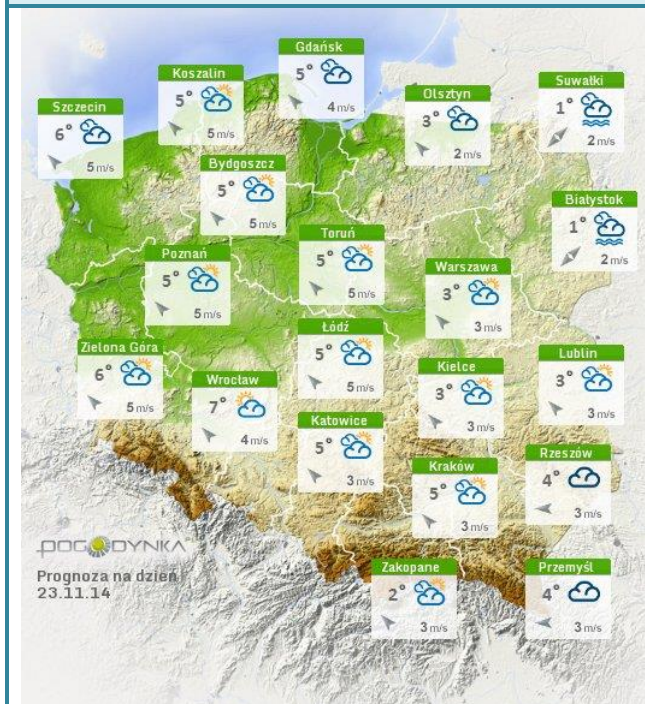 Gdańsk
5°
4 m/s
Koszalin
5°
5 m/s
Suwałki
1°
2 m/s
Olsztyn
3°
2 m/s
Szczecin
6°
5 m/s
Bydgoszcz
5°
5 m/s
Białystok
1°
2 m/s
Toruń
5°
5 m/s
Poznań
5°
5 m/s
Warszawa
3°
3 m/s
Łódź
5°
5 m/s
Zielona Góra
6°
5 m/s
Lublin
3°
3 m/s
Kielce
3°
3 m/s
Wrocław
7°
4 m/s
Katowice
5°
3 m/s
Rzeszów
4°
3 m/s
Kraków
5°
3 m/s
POGODYNKA
Prognoza na dzień
23.11.14
Zakopane
2°
3 m/s
Przemyśl
4°
3 m/s